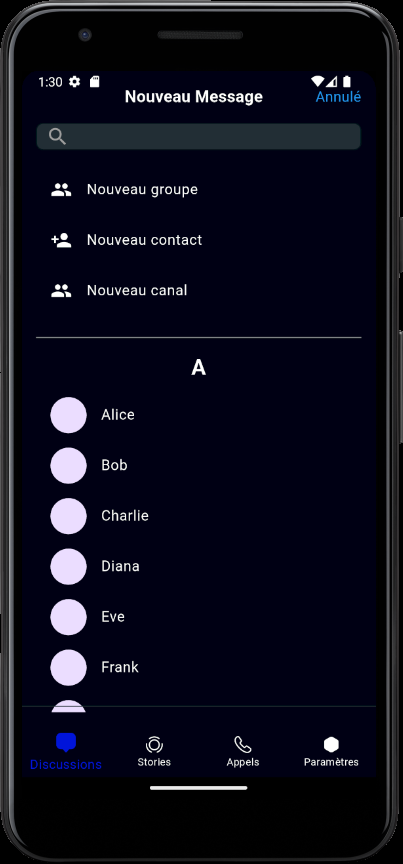 1:30
Nouveau Message
Annulé
Nouveau groupe
Nouveau contact
Nouveau canal
A
Alice
Bob
Charlie
Diana
Eve
Frank
Discussions
Stories
Appels
Paramètres